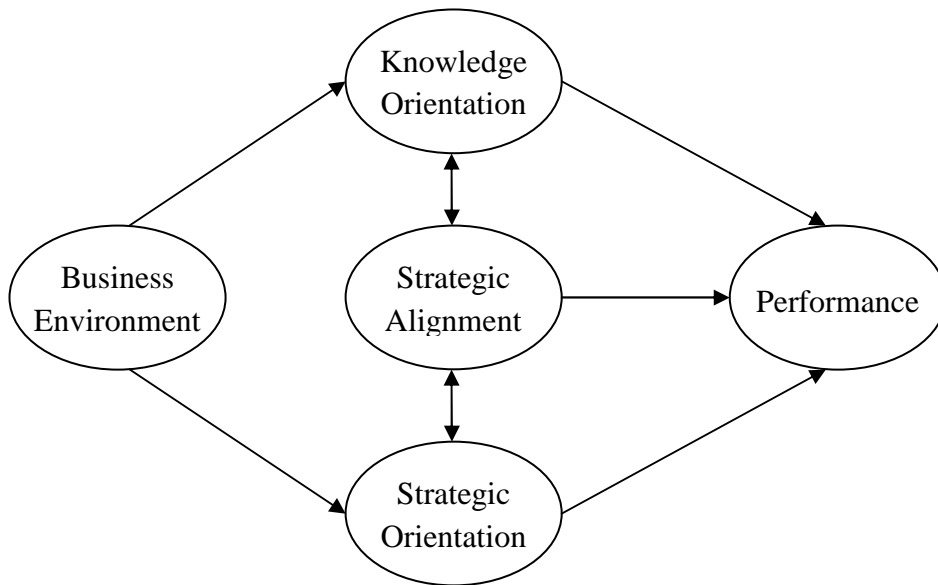 Knowledge
Orientation
Business
Environment
Strategic
Alignment
Performance
Strategic
Orientation